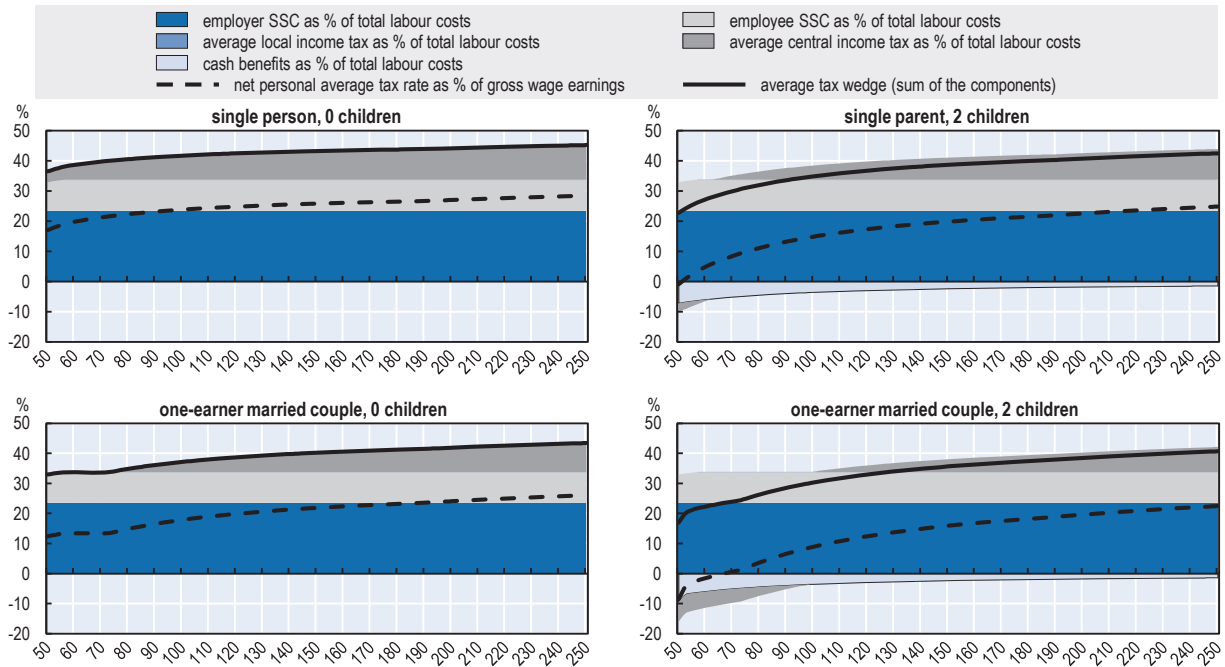 employer SSC as % of total labour costs
employee SSC as % of total labour costs
average local income tax as % of total labour costs
average central income tax as % of total labour costs
cash benefits as % of total labour costs
net personal average tax rate as % of gross wage earnings
average tax wedge (sum of the components)
%
single person, 0 children
50
40
30
20
10
0
-10
-20
50 60 70 80 90 100 110 120 130 140 150 160 170 180 190 200 210 220 230 240 250
%
single parent, 2 children
50
40
30
20
10
0
-10
-20
50 60 70 80 90 100 110 120 130 140 150 160 170 180 190 200 210 220 230 240 250
%
one-earner married couple, 0 children
50
40
30
20
10
0
-10
-20
50 60 70 80 90 100 110 120 130 140 150 160 170 180 190 200 210 220 230 240 250
%
one-earner married couple, 2 children
50
40
30
20
10
0
-10
-20
50 60 70 80 90 100 110 120 130 140 150 160 170 180 190 200 210 220 230 240 250